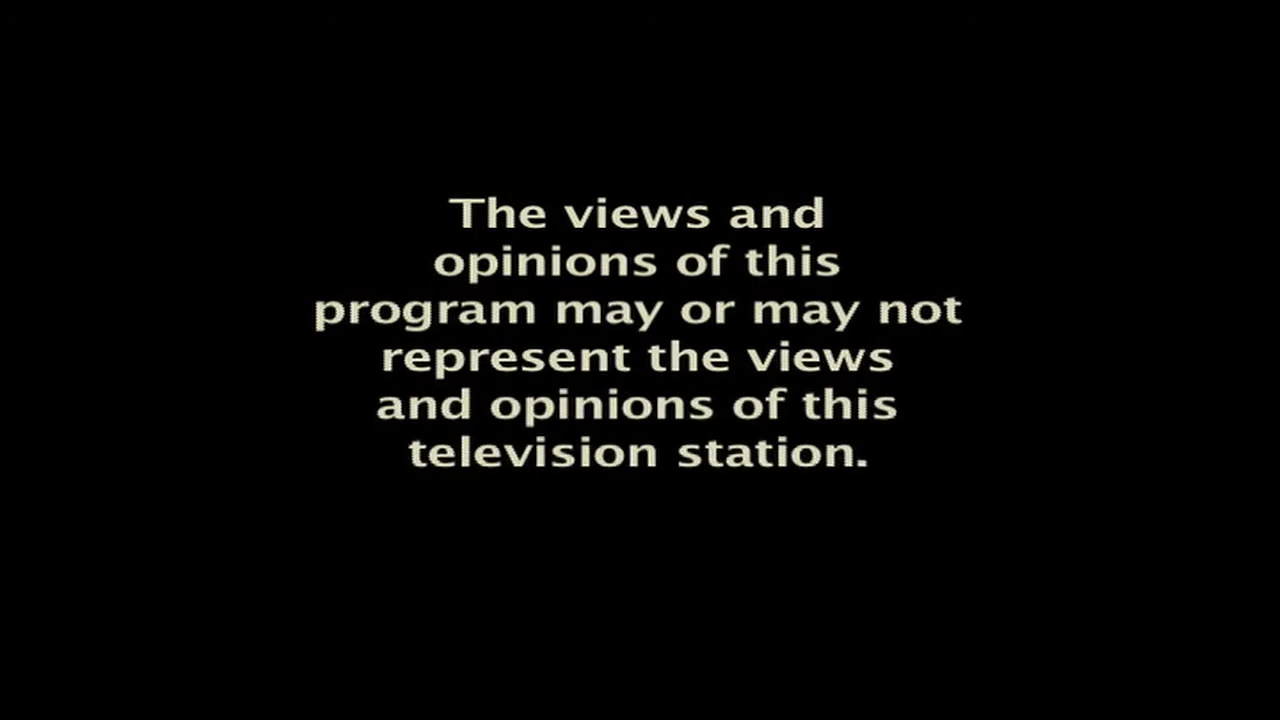 The views and
opinions of this
program may or may not
represent the views
and opinions of this
television station.